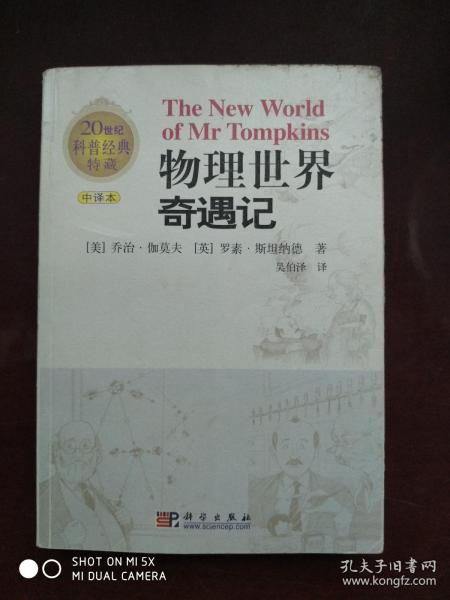 20世纪
科普经典
特藏
中译本
The New World
of Mr Tompkins
物理世界
奇遇记
[美] 乔治·伽莫夫 [英] 罗素·斯坦纳德 著
吴伯泽 译
科学出版社
www.sciencep.com
SHOT ON MI 5X
MI DUAL CAMERA
孔夫子旧书网
www.kongfz.com